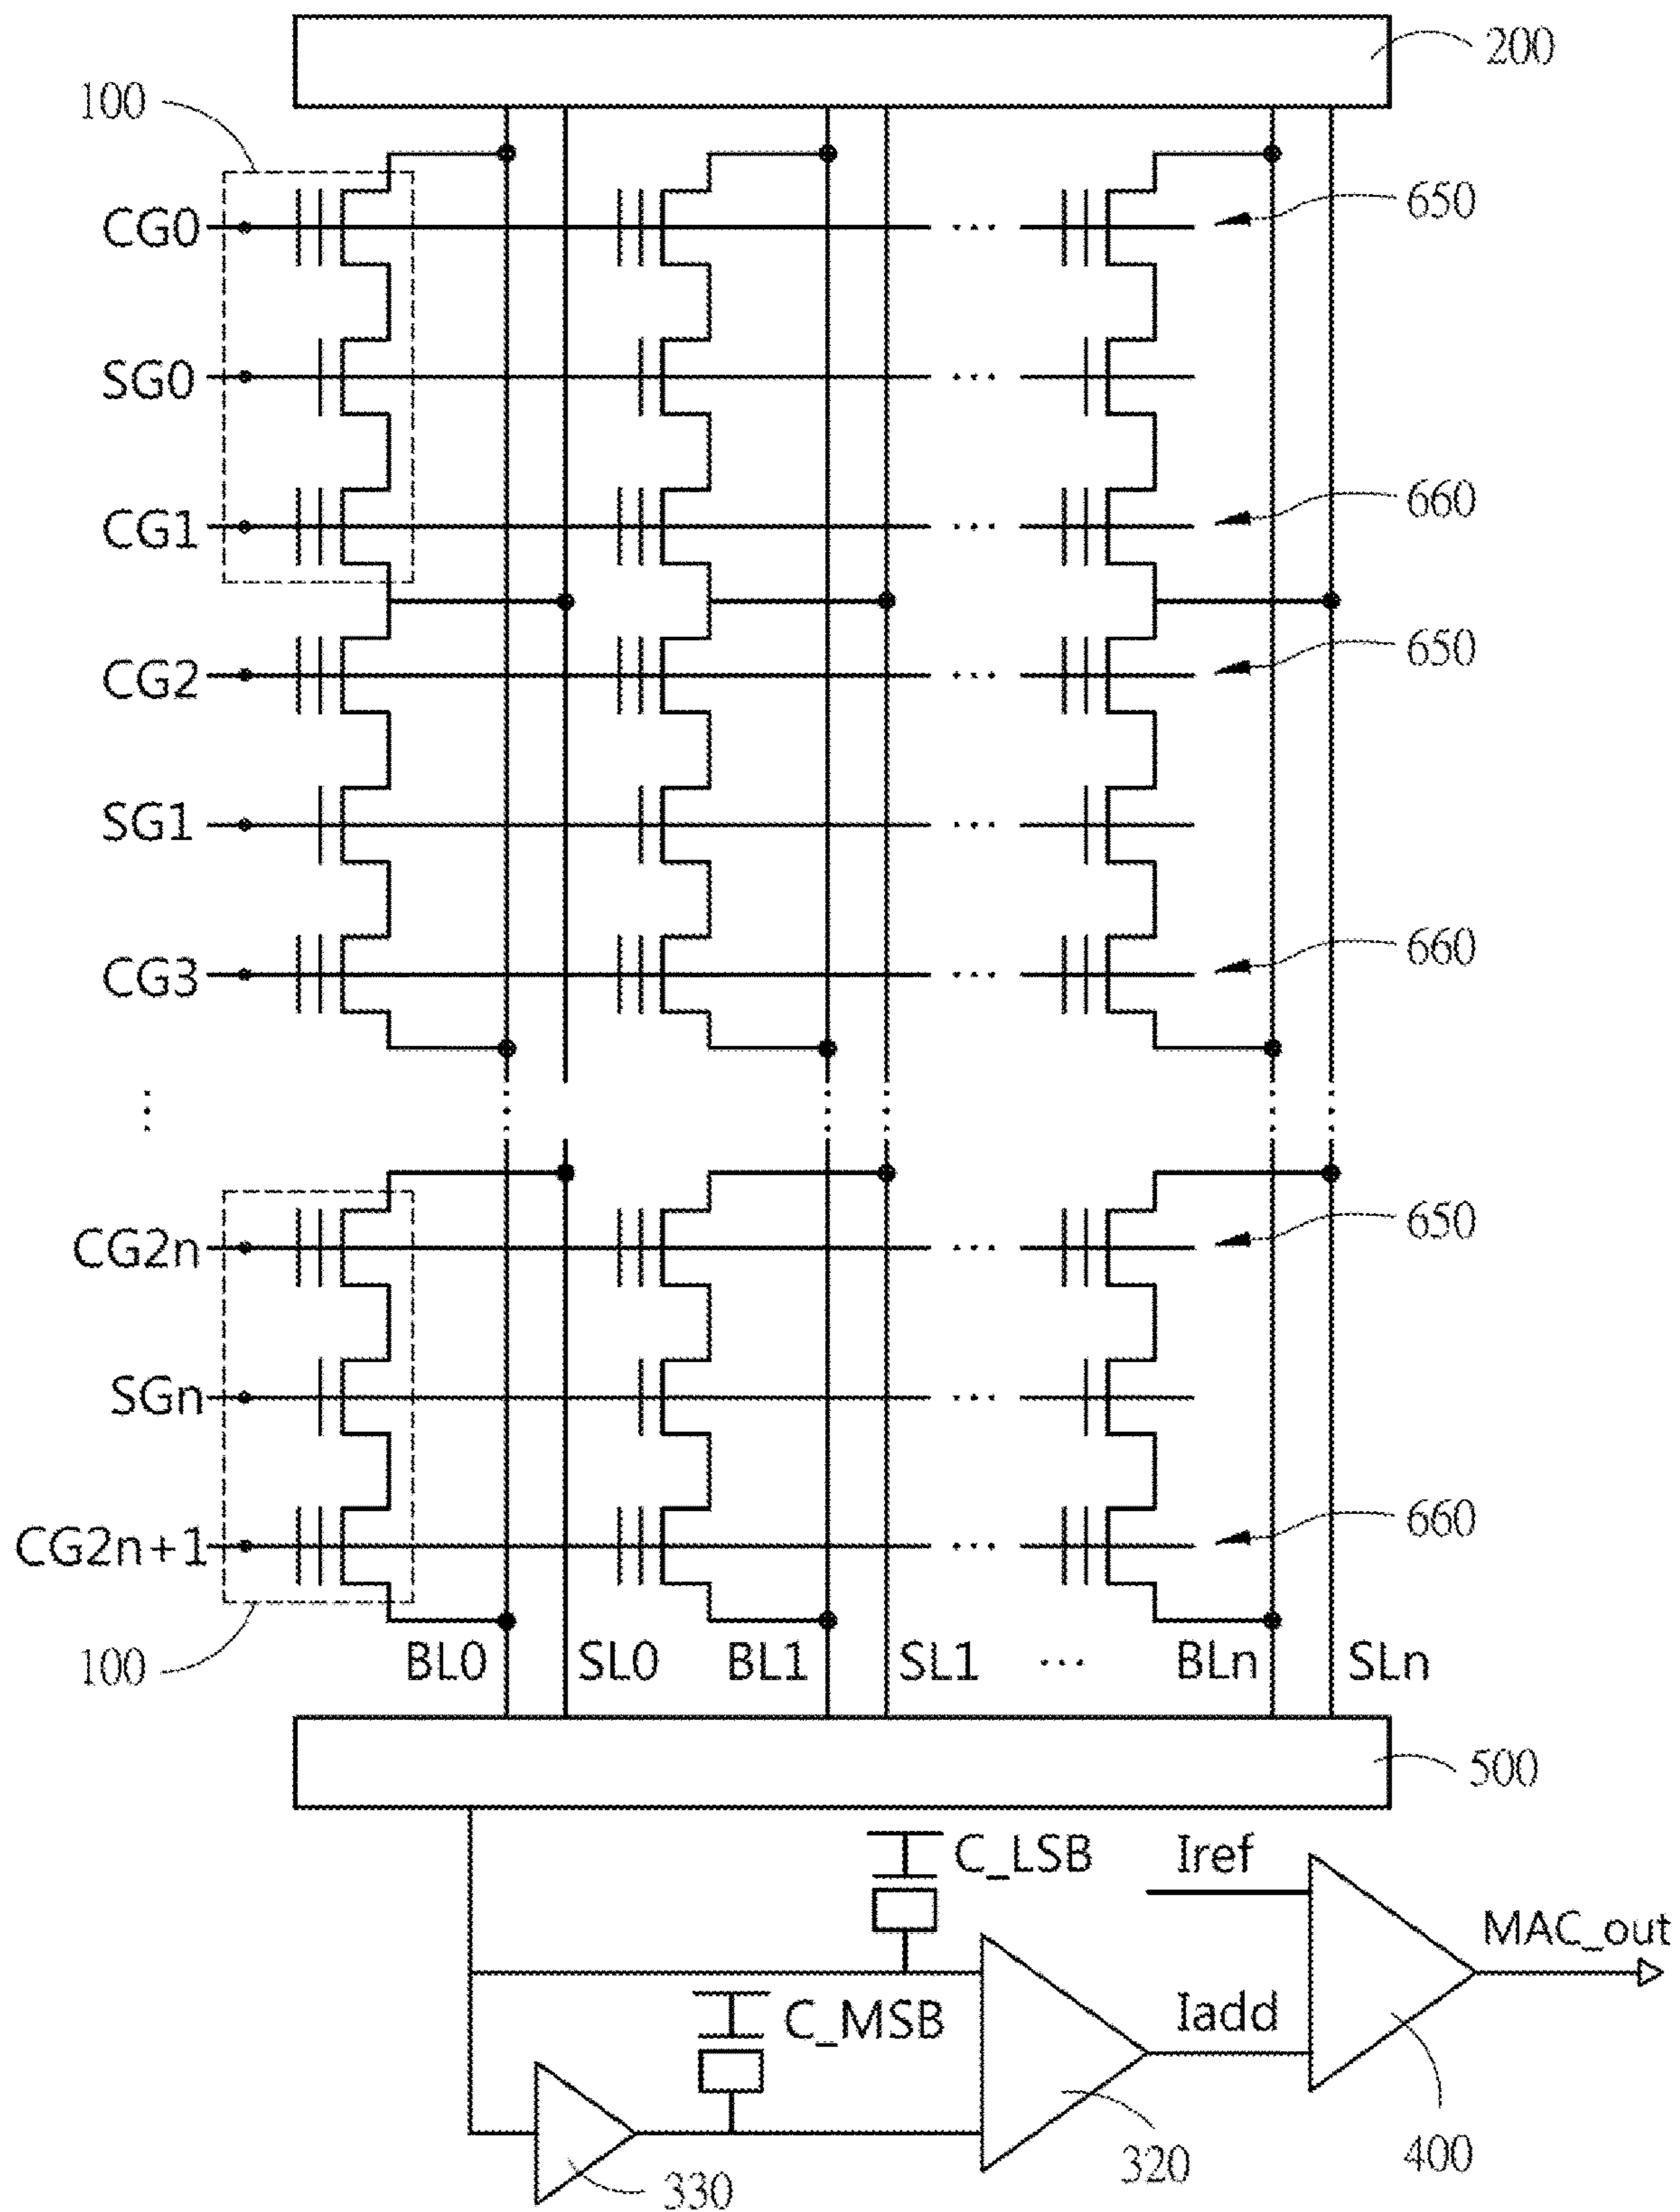 200
100
CG0
650
SG0
CG1
660
CG2
650
SG1
CG3
660
CG2n
650
SGn
CG2n+1
660
100
BL0
SL0
BL1
SL1
...
BLn
SLn
500
C_LSB
Iref
MAC_out
C_MSB
Iadd
330
320
400